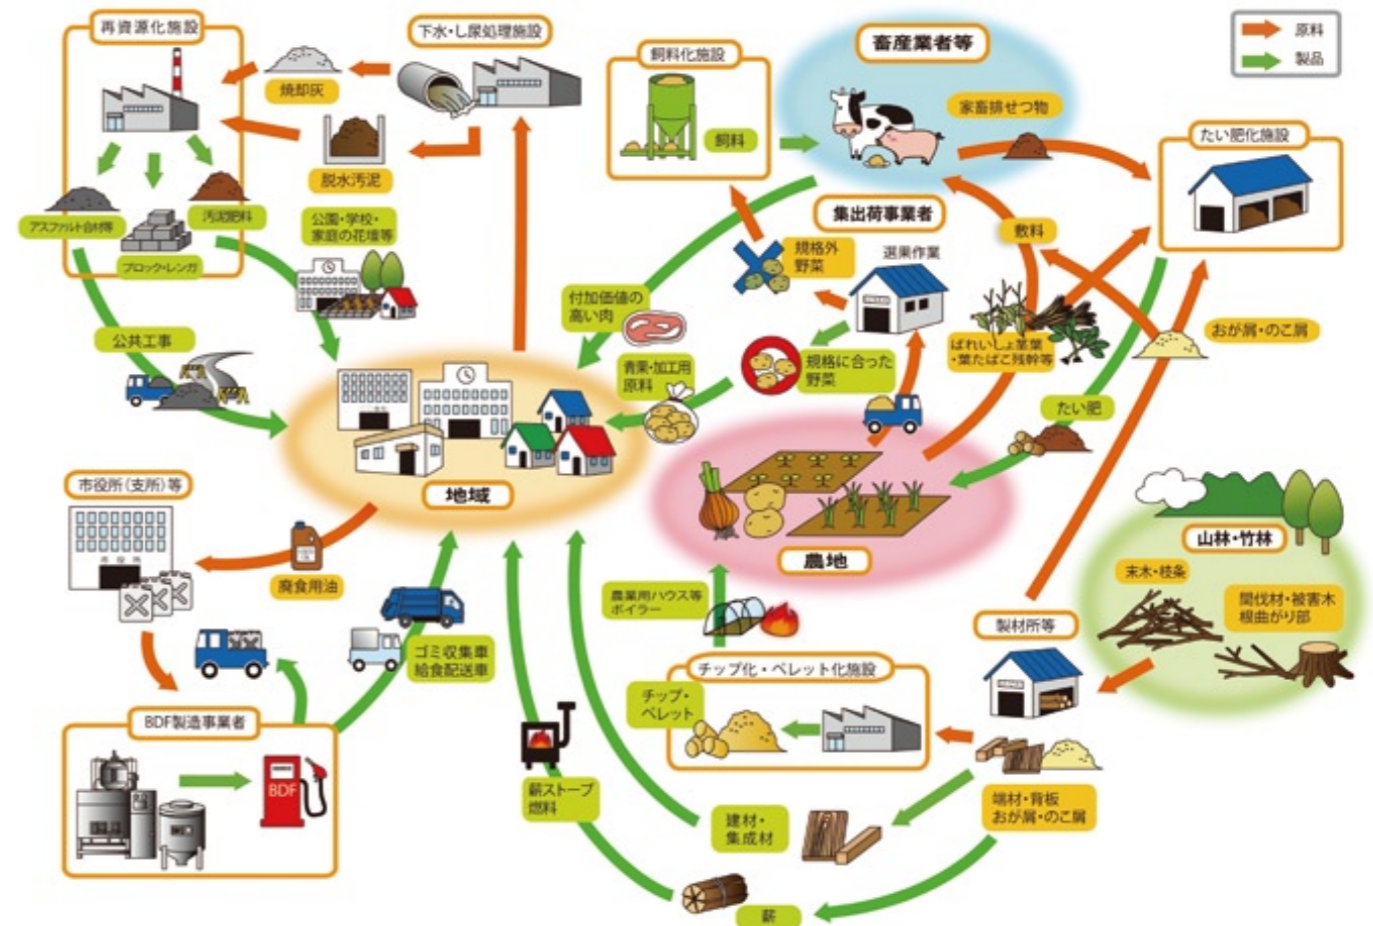 再資源化施設
下水・し尿処理施設
焼却灰
脱水汚泥
アスファルト合材等
汚泥肥料
ブロック・レンガ
公園・学校・
家庭の花壇等
公共工事
飼料化施設
飼料
畜産業者等
家畜排せつ物
原料
製品
たい肥化施設
集出荷事業者
選果作業
規格外
野菜
敷料
付加価値の
高い肉
青果・加工用
原料
規格に合った
野菜
ばれいしょ茎葉
・葉たばこ残幹等
おが屑・のこ屑
たい肥
地域
農地
市役所(支所)等
市役所
廃食用油
ゴミ収集車
給食配送車
BDF製造事業者
BDF
農業用ハウス等
ボイラー
チップ化・ペレット化施設
チップ・
ペレット
製材所等
山林・竹林
末木・枝条
間伐材・被害木
根曲がり部
薪ストーブ
燃料
建材・
集成材
端材・背板
おが屑・のこ屑
薪